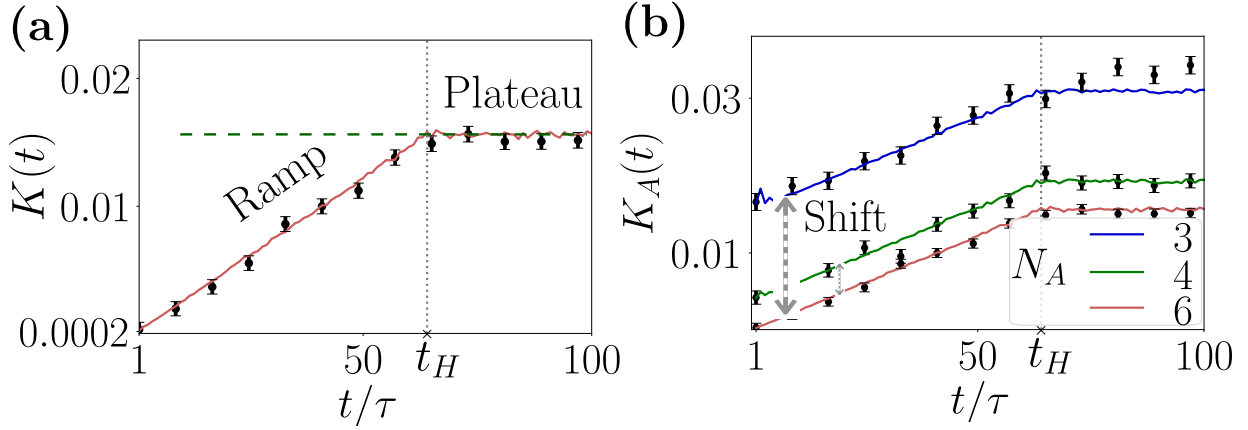 (a)
0.02
0.01
0.0002
K(t)
Ramp
Plateau
1
50
t_H
100
t/τ
(b)
0.03
0.01
K_A(t)
Shift
N_A
3
4
6
1
50
t_H
100
t/τ